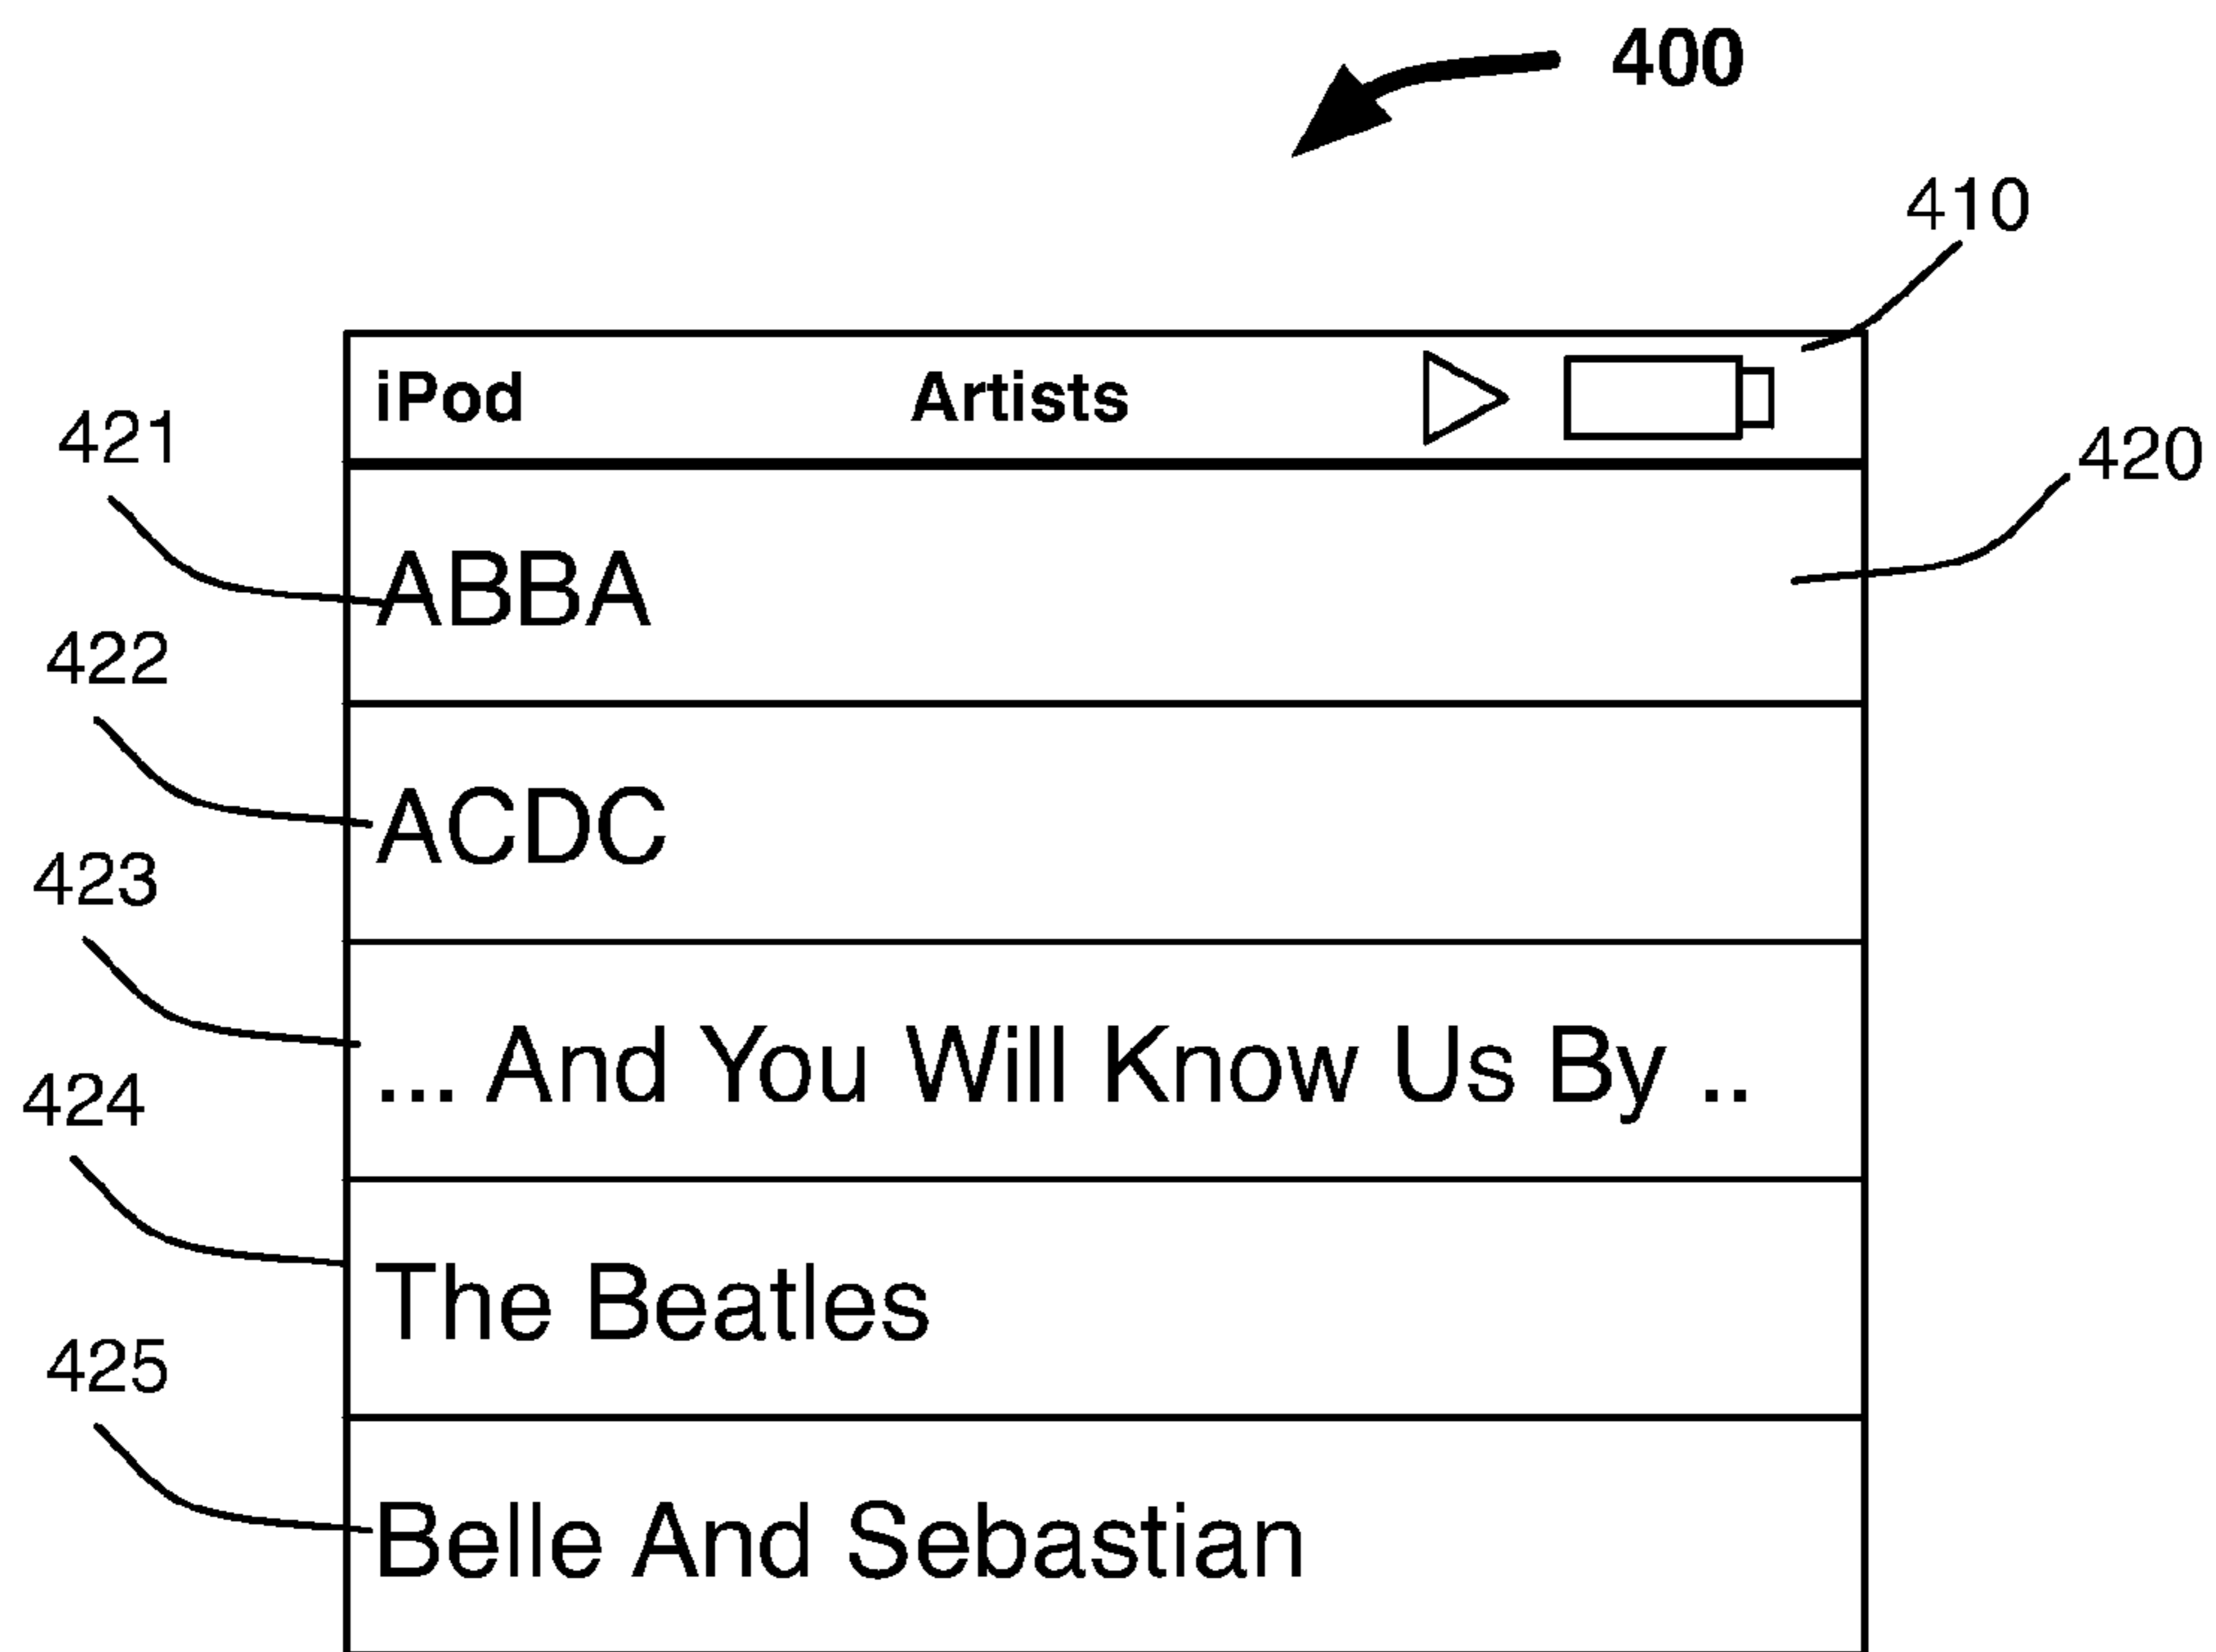 400
410
iPod Artists
421
420
ABBA
422
ACDC
423
... And You Will Know Us By ..
424
The Beatles
425
Belle And Sebastian